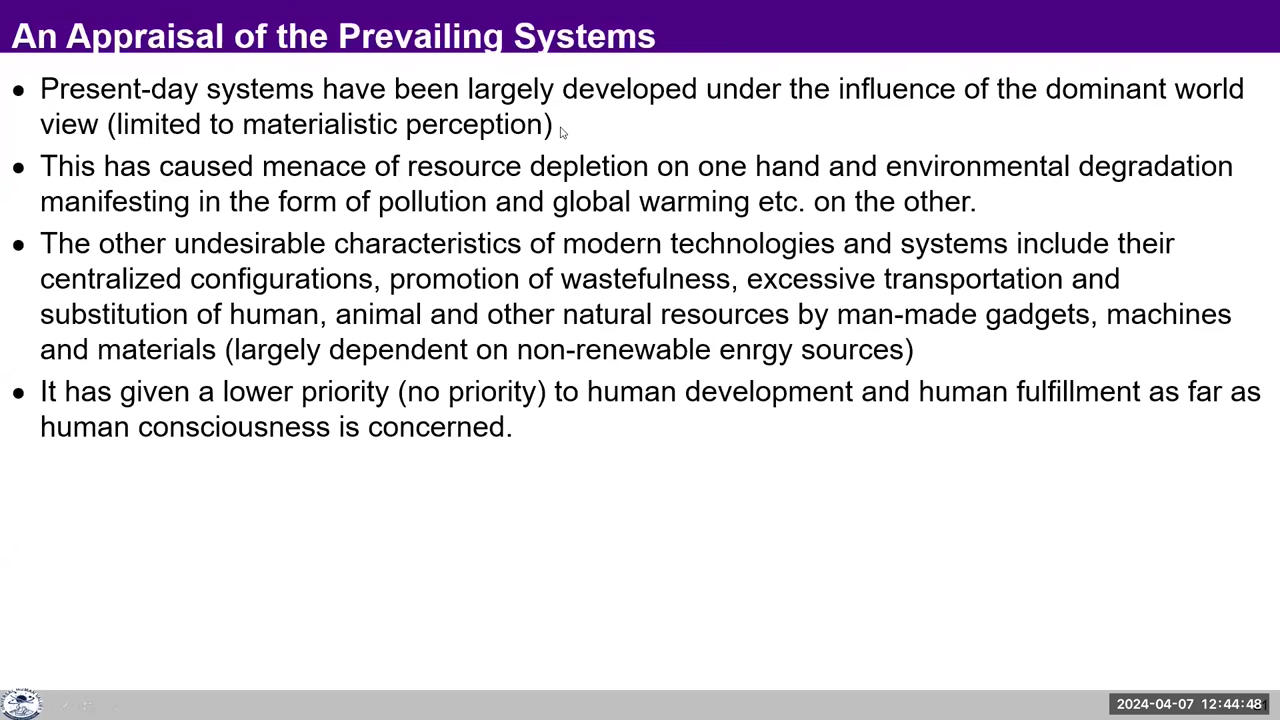 An Appraisal of the Prevailing Systems
• Present-day systems have been largely developed under the influence of the dominant world
view (limited to materialistic perception)
• This has caused menace of resource depletion on one hand and environmental degradation
manifesting in the form of pollution and global warming etc. on the other.
• The other undesirable characteristics of modern technologies and systems include their
centralized configurations, promotion of wastefulness, excessive transportation and
substitution of human, animal and other natural resources by man-made gadgets, machines
and materials (largely dependent on non-renewable enrgy sources)
• It has given a lower priority (no priority) to human development and human fulfillment as far as
human consciousness is concerned.
2024-04-07 12:44:48